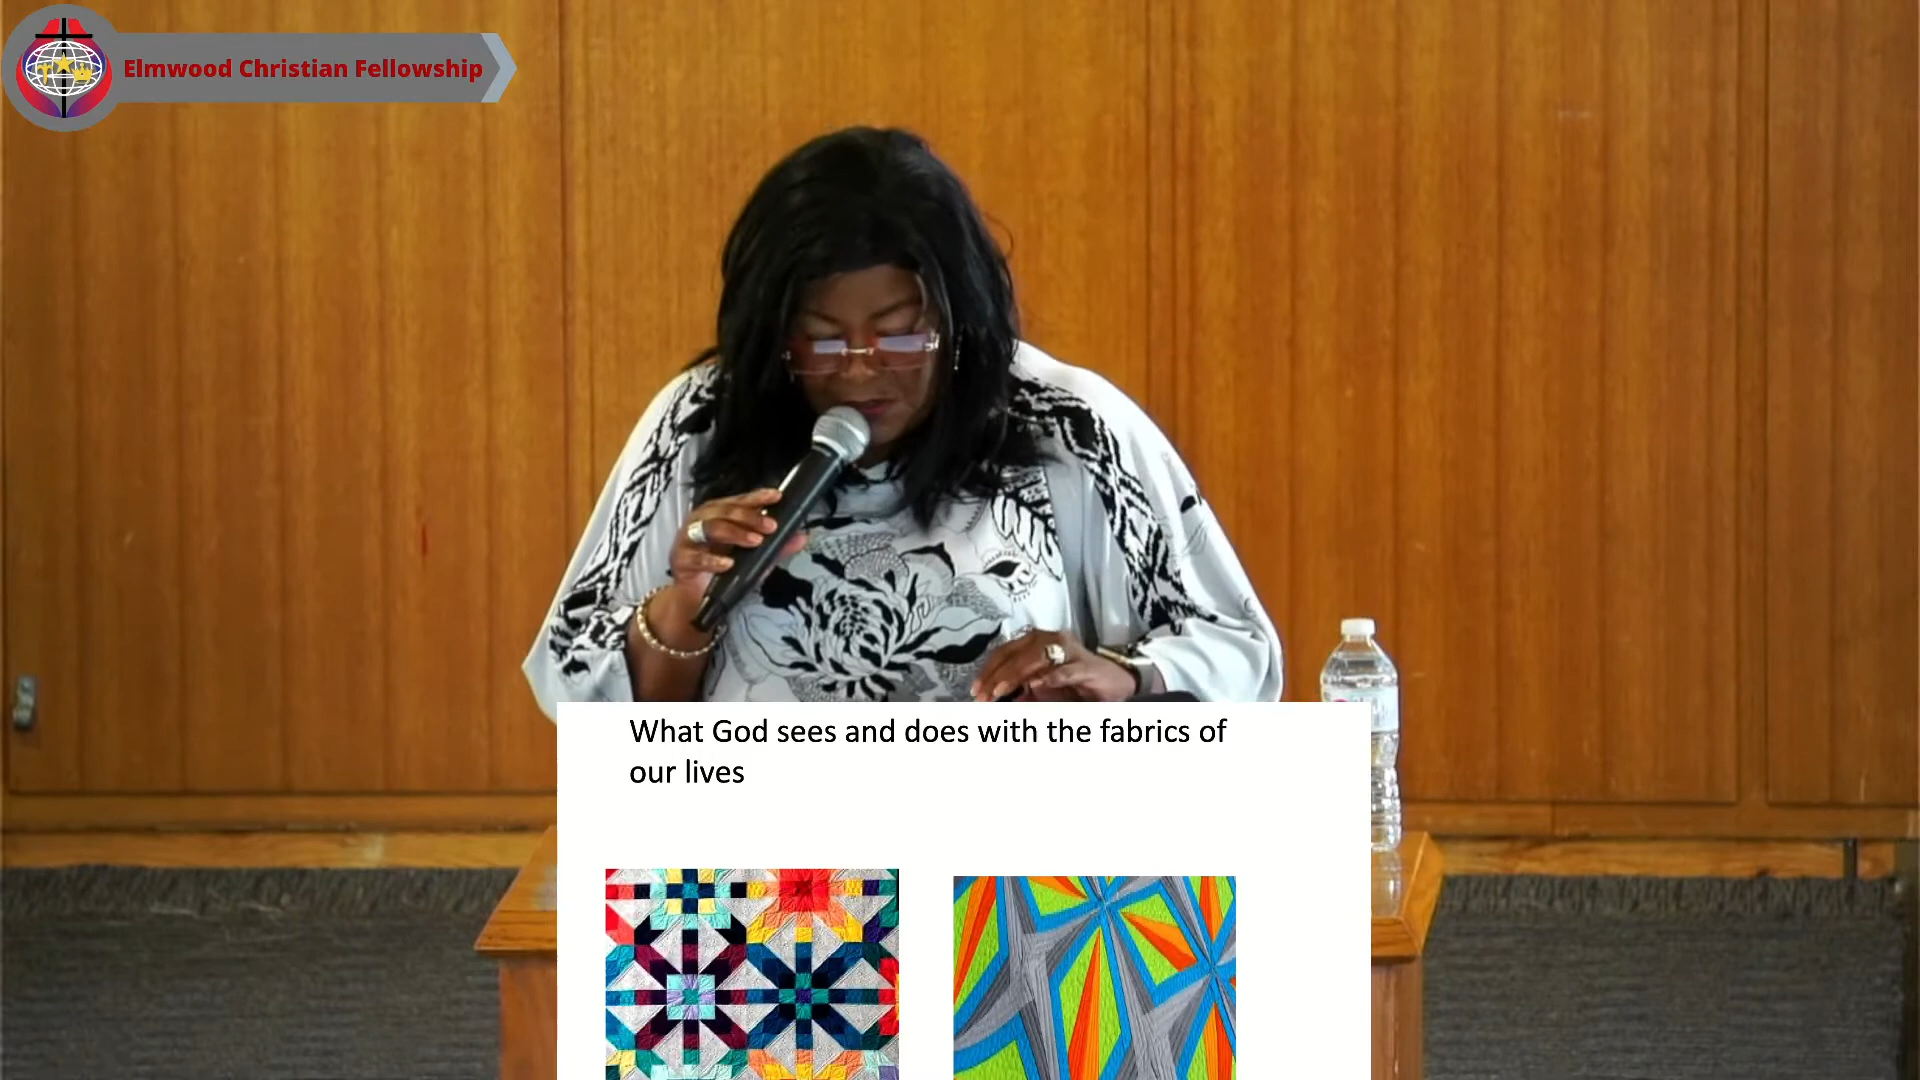 Elmwood Christian Fellowship
What God sees and does with the fabrics of
our lives